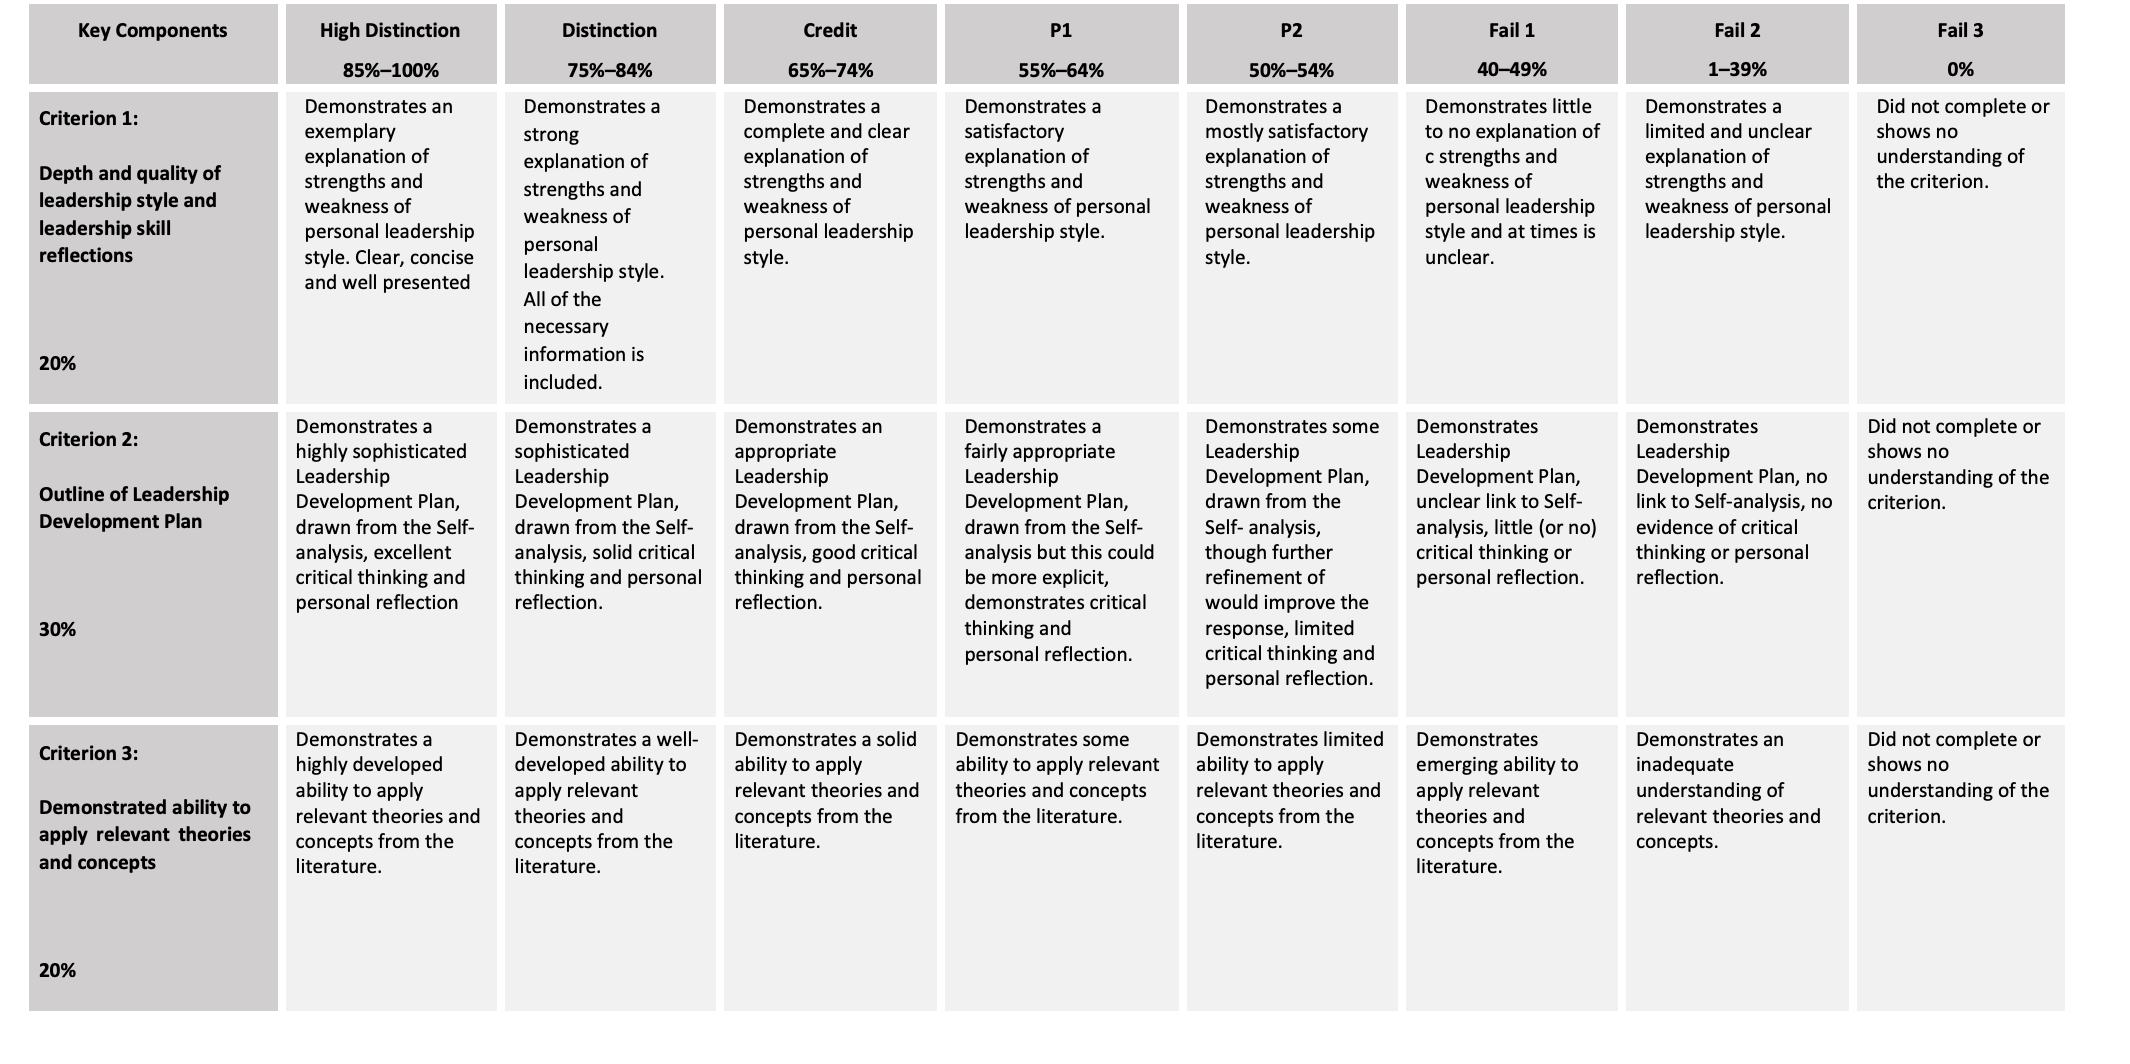 Key Components
High Distinction
85%–100%
Distinction
75%–84%
Credit
65%–74%
P1
55%–64%
P2
50%–54%
Fail 1
40–49%
Fail 2
1–39%
Fail 3
0%
Criterion 1:
Depth and quality of
leadership style and
leadership skill
reflections
20%
Demonstrates an
exemplary
explanation of
strengths and
weakness of
personal leadership
style. Clear, concise
and well presented
Demonstrates a
strong
explanation of
strengths and
weakness of
personal
leadership style.
All of the
necessary
information is
included.
Demonstrates a
complete and clear
explanation of
strengths and
weakness of
personal leadership
style.
Demonstrates a
satisfactory
explanation of
strengths and
weakness of personal
leadership style.
Demonstrates a
mostly satisfactory
explanation of
strengths and
weakness of
personal leadership
style.
Demonstrates little
to no explanation of
c strengths and
weakness of
personal leadership
style and at times is
unclear.
Demonstrates a
limited and unclear
explanation of
strengths and
weakness of personal
leadership style.
Did not complete or
shows no
understanding of
the criterion.
Criterion 2:
Outline of Leadership
Development Plan
30%
Demonstrates a
highly sophisticated
Leadership
Development Plan,
drawn from the Self-
analysis, excellent
critical thinking and
personal reflection
Demonstrates a
sophisticated
Leadership
Development Plan,
drawn from the Self-
analysis, solid critical
thinking and personal
reflection.
Demonstrates an
appropriate
Leadership
Development Plan,
drawn from the Self-
analysis, good critical
thinking and personal
reflection.
Demonstrates a
fairly appropriate
Leadership
Development Plan,
drawn from the Self-
analysis but this could
be more explicit,
demonstrates critical
thinking and
personal reflection.
Demonstrates some
Leadership
Development Plan,
drawn from the
Self- analysis,
though further
refinement of
would improve the
response, limited
critical thinking and
personal reflection.
Demonstrates
Leadership
Development Plan,
unclear link to Self-
analysis, little (or no)
critical thinking or
personal reflection.
Demonstrates
Leadership
Development Plan, no
link to Self-analysis, no
evidence of critical
thinking or personal
reflection.
Did not complete or
shows no
understanding of the
criterion.
Criterion 3:
Demonstrated ability to
apply relevant theories
and concepts
20%
Demonstrates a
highly developed
ability to apply
relevant theories and
concepts from the
literature.
Demonstrates a well-
developed ability to
apply relevant
theories and
concepts from the
literature.
Demonstrates a solid
ability to apply
relevant theories and
concepts from the
literature.
Demonstrates some
ability to apply relevant
theories and concepts
from the literature.
Demonstrates limited
ability to apply
relevant theories and
concepts from the
literature.
Demonstrates
emerging ability to
apply relevant
theories and
concepts from the
literature.
Demonstrates an
inadequate
understanding of
relevant theories and
concepts.
Did not complete or
shows no
understanding of the
criterion.